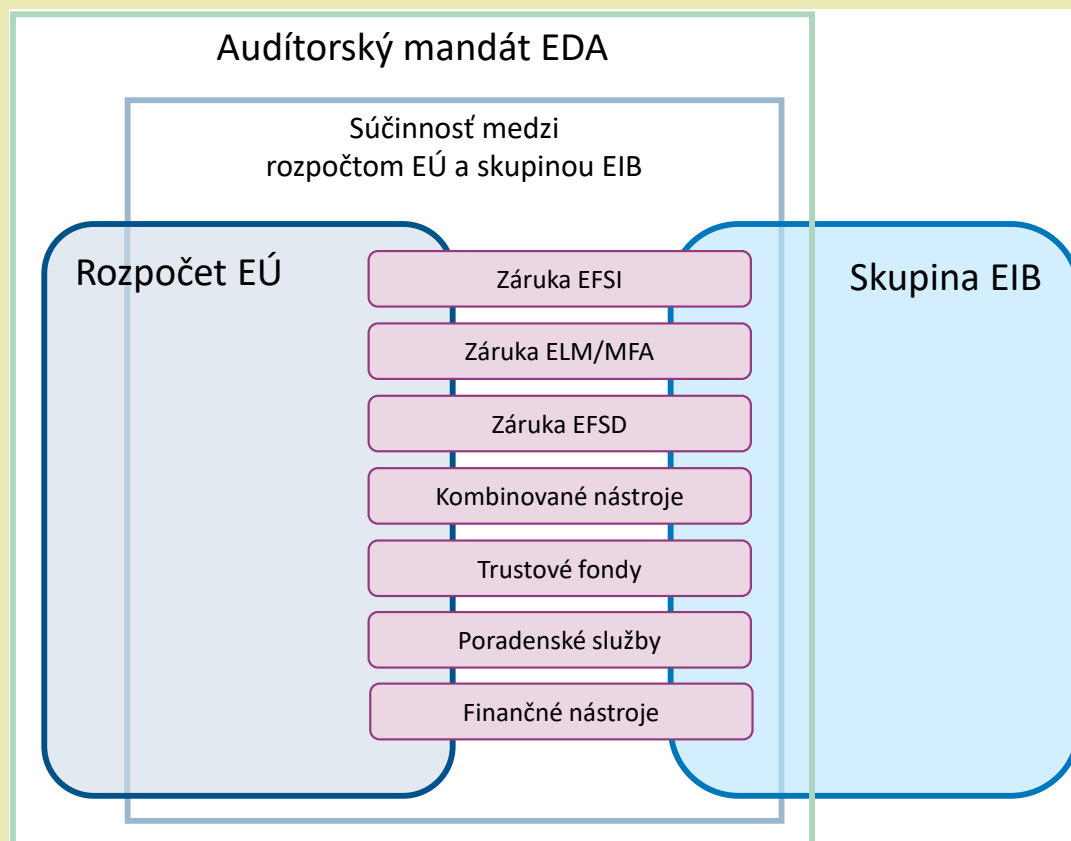 Audítorský mandát EDA
Súčinnosť medzi
rozpočtom EÚ a skupinou EIB
Rozpočet EÚ
Skupina EIB
Záruka EFSI
Záruka ELM/MFA
Záruka EFSD
Kombinované nástroje
Trustové fondy
Poradenské služby
Finančné nástroje